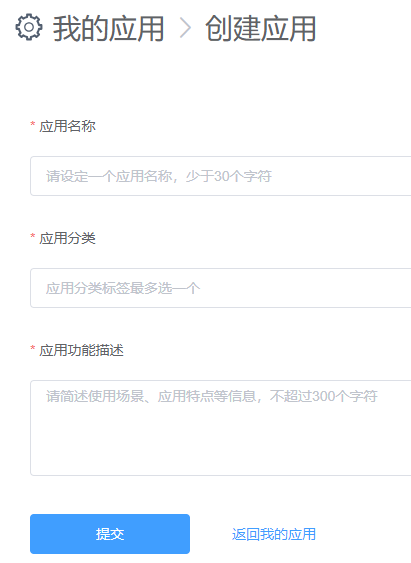 我的应用 > 创建应用
* 应用名称
请设定一个应用名称，少于30个字符
* 应用分类
应用分类标签最多选一个
* 应用功能描述
请简述使用场景、应用特点等信息，不超过300个字符
提交 返回我的应用